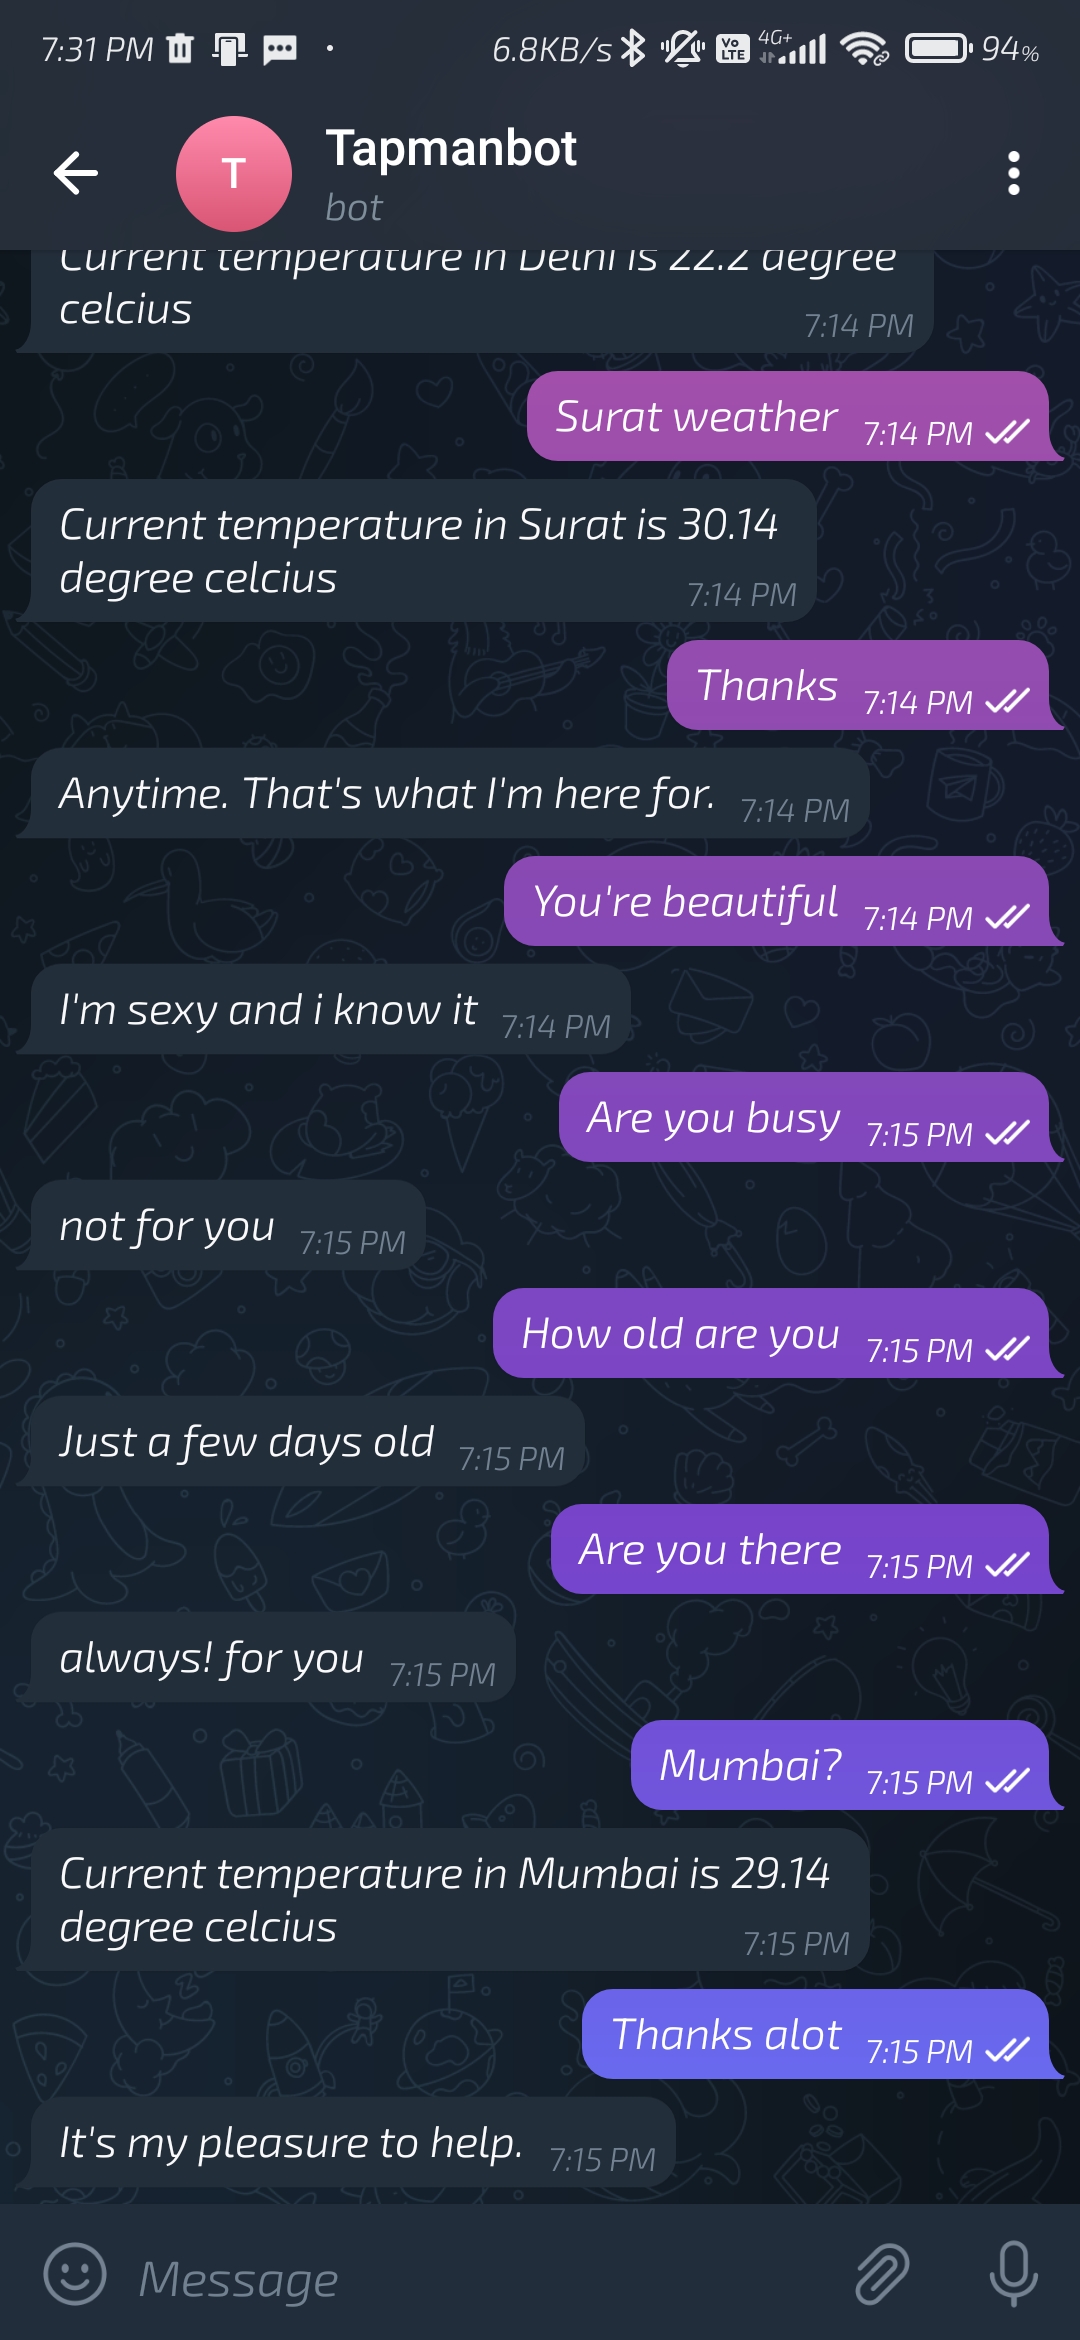 7:31 PM
6.8KB/s
Vo LTE
4G+
94%
T
Tapmanbot
bot
Current temperature in Delhi is 22.2 degree
celcius
7:14 PM
Surat weather 7:14 PM
Current temperature in Surat is 30.14
degree celcius
7:14 PM
Thanks 7:14 PM
Anytime. That's what I'm here for. 7:14 PM
You're beautiful 7:14 PM
I'm sexy and i know it 7:14 PM
Are you busy 7:15 PM
not for you 7:15 PM
How old are you 7:15 PM
Just a few days old 7:15 PM
Are you there 7:15 PM
always! for you 7:15 PM
Mumbai? 7:15 PM
Current temperature in Mumbai is 29.14
degree celcius
7:15 PM
Thanks alot 7:15 PM
It's my pleasure to help. 7:15 PM
Message